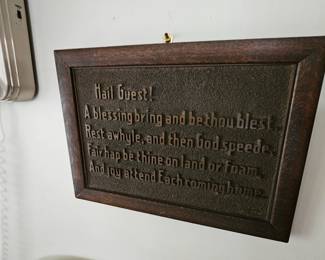 Hail Guest!
A blessing bring and be thou blest.
Rest awhyle, and then God speede.
Fair hap be thine on land or foam.
And joy attend Each coming home.